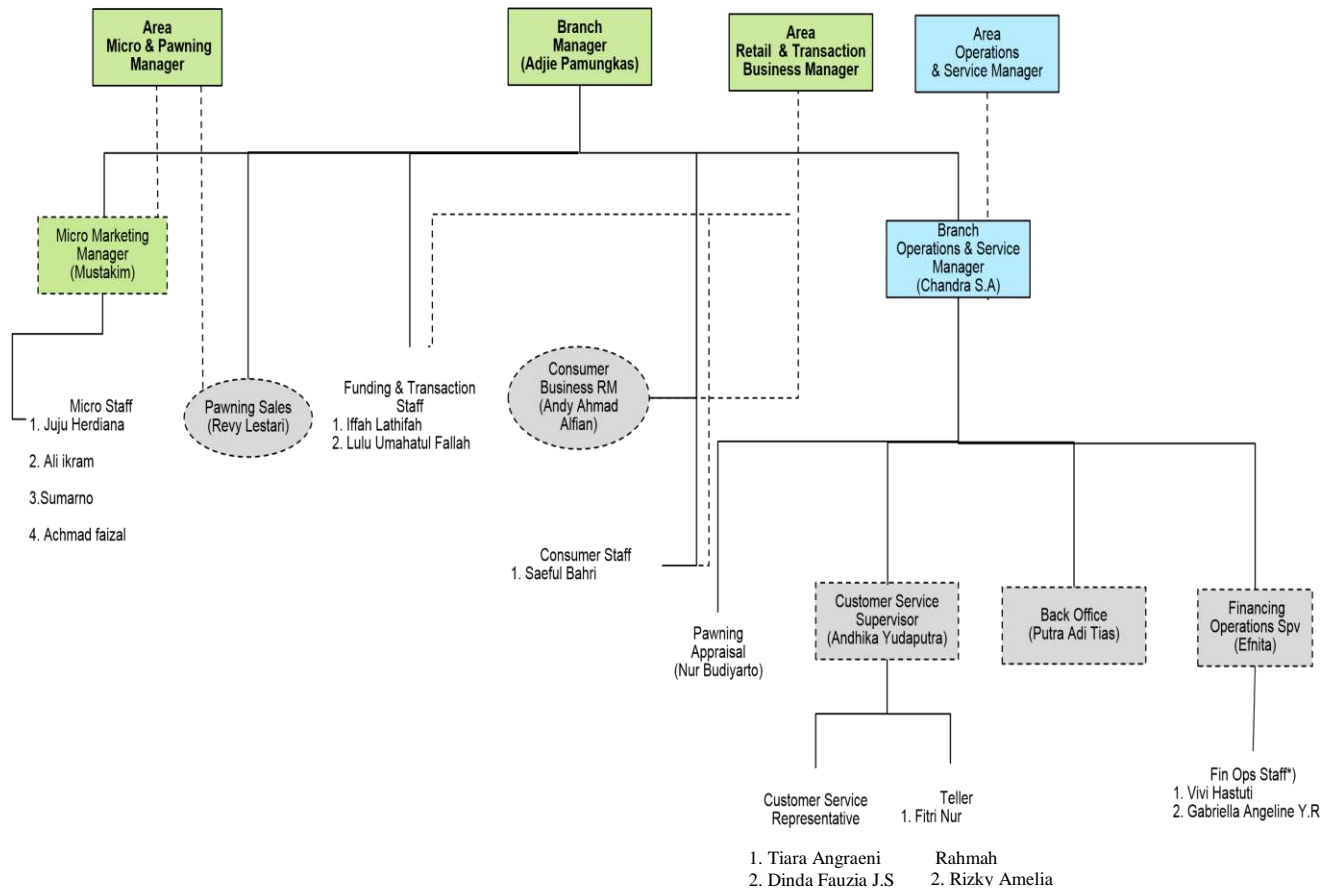 Area
Micro & Pawning
Manager
Branch
Manager
(Adjie Pamungkas)
Area
Retail & Transaction
Business Manager
Area
Operations
& Service Manager
Micro Marketing
Manager
(Mustakim)
Branch
Operations & Service
Manager
(Chandra S.A)
Micro Staff
1. Juju Herdiana
2. Ali ikram
3.Sumarno
4. Achmad faizal
Pawning Sales
(Revy Lestari)
Funding & Transaction
Staff
1. Iffah Lathifah
2. Lulu Umahatul Fallah
Consumer
Business RM
(Andy Ahmad
Alfian)
Consumer Staff
1. Saeful Bahri
Pawning
Appraisal
(Nur Budiyarto)
Customer Service
Supervisor
(Andhika Yudaputra)
Back Office
(Putra Adi Tias)
Financing
Operations Spv
(Efnita)
Customer Service
Representative
1. Tiara Angraeni
2. Dinda Fauzia J.S
Teller
1. Fitri Nur
Rahmah
2. Rizky Amelia
Fin Ops Staff*)
1. Vivi Hastuti
2. Gabriella Angeline Y.R